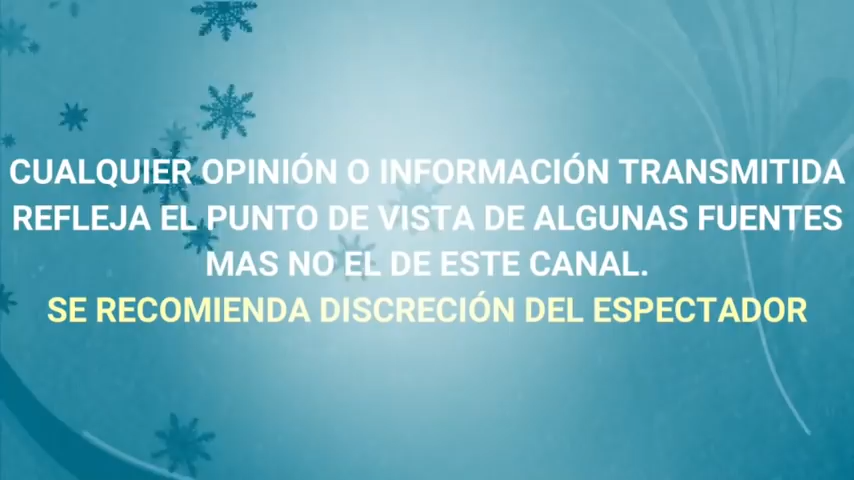 CUALQUIER OPINIÓN O INFORMACIÓN TRANSMITIDA
REFLEJA EL PUNTO DE VISTA DE ALGUNAS FUENTES
MAS NO EL DE ESTE CANAL.
SE RECOMIENDA DISCRECIÓN DEL ESPECTADOR